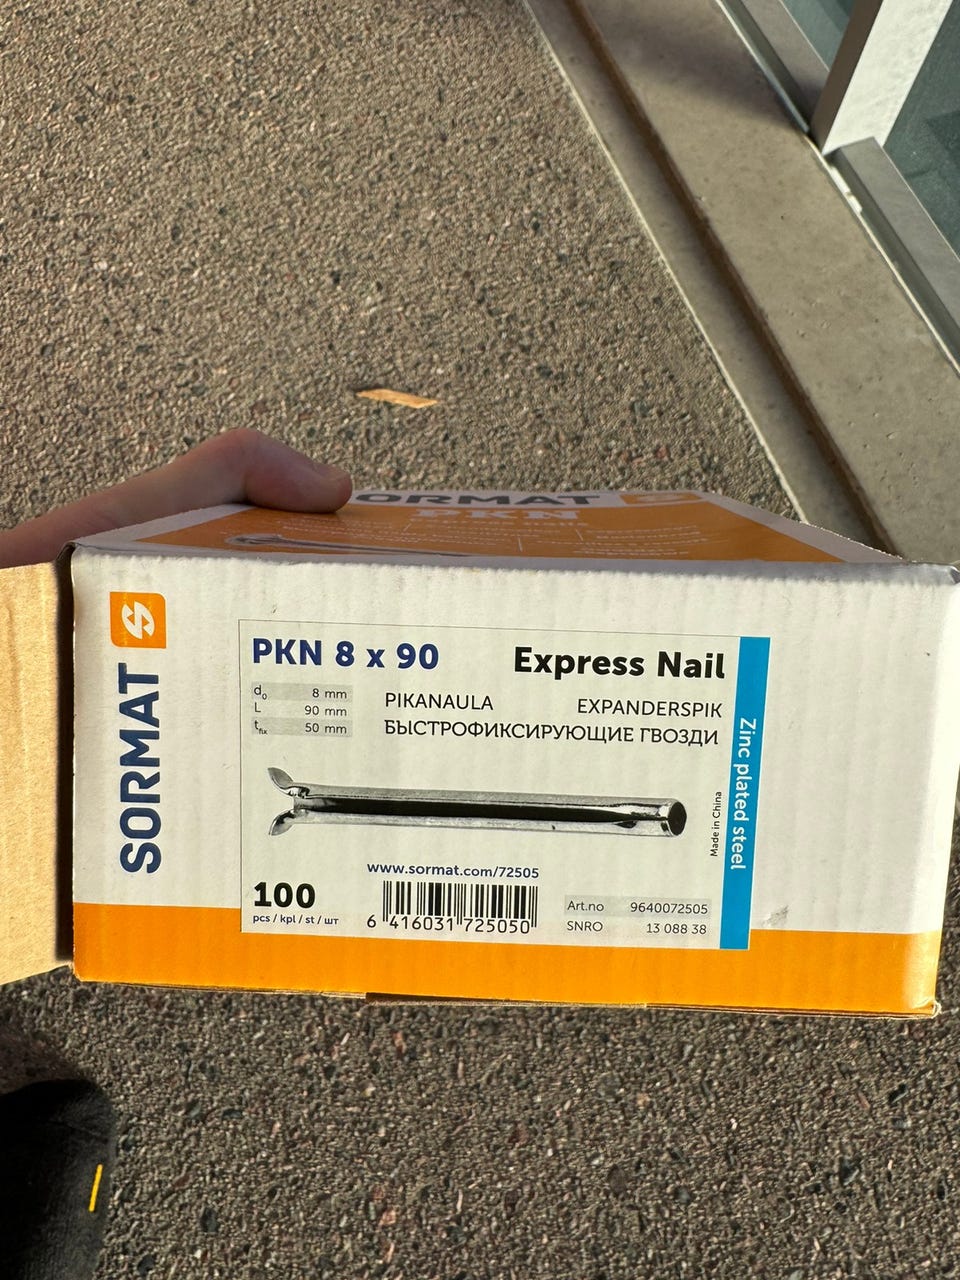 SORMAT
PKN
SORMAT
PKN 8 x 90
Express Nail
d₀ 8 mm
L 90 mm
t fix 50 mm
PIKANAULA
EXPANDERSPIK
БЫСТРОФИКСИРУЮЩИЕ ГВОЗДИ
Zinc plated steel
Made in China
www.sormat.com/72505
100
pcs / kpl / st / шт
6 416031 725050
Art.no 9640072505
SNRO 13 088 38